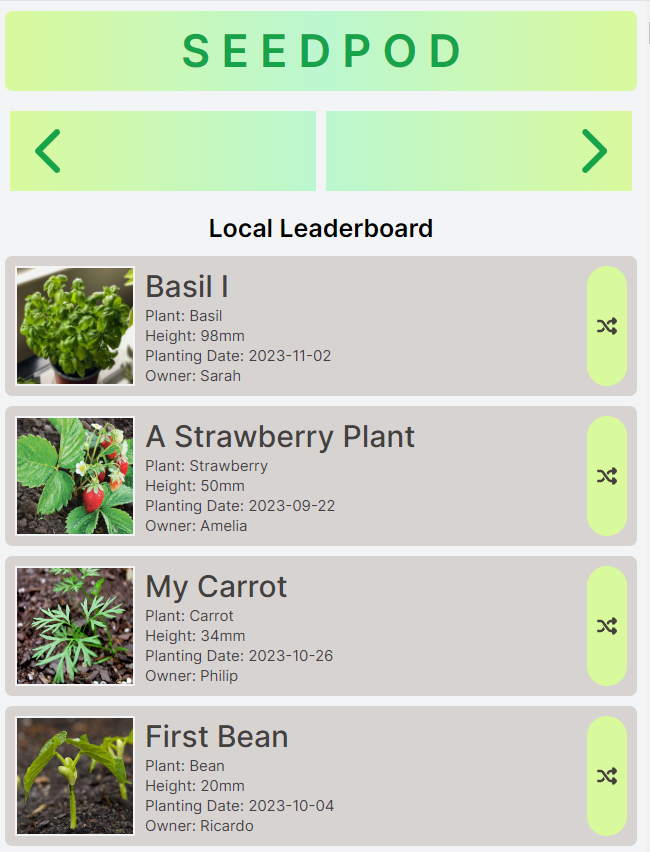 SEEDPOD
Local Leaderboard
Basil I
Plant: Basil
Height: 98mm
Planting Date: 2023-11-02
Owner: Sarah
A Strawberry Plant
Plant: Strawberry
Height: 50mm
Planting Date: 2023-09-22
Owner: Amelia
My Carrot
Plant: Carrot
Height: 34mm
Planting Date: 2023-10-26
Owner: Philip
First Bean
Plant: Bean
Height: 20mm
Planting Date: 2023-10-04
Owner: Ricardo